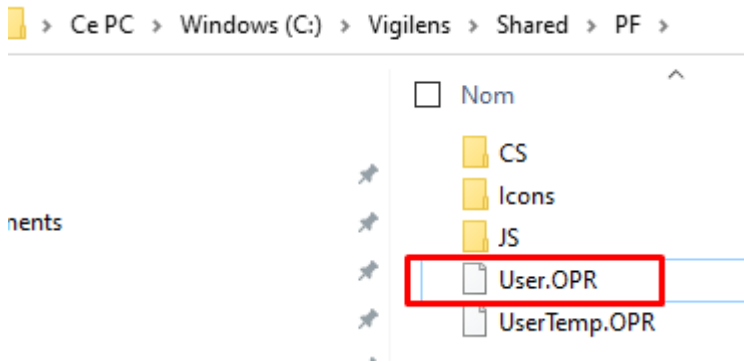 Ce PC > Windows (C:) > Vigilens > Shared > PF >
Nom
CS
Icons
nents
JS
User.OPR
UserTemp.OPR